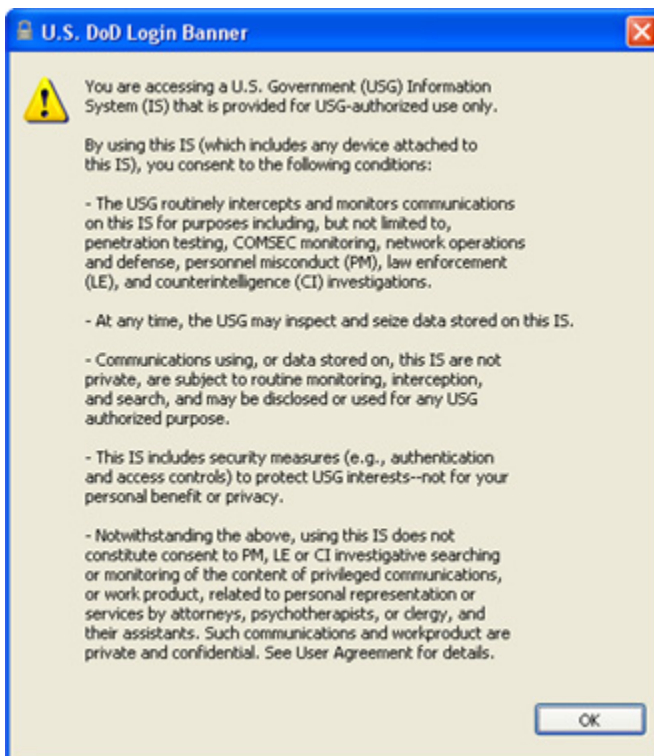 U.S. DoD Login Banner
You are accessing a U.S. Government (USG) Information
System (IS) that is provided for USG-authorized use only.
By using this IS (which includes any device attached to
this IS), you consent to the following conditions:
- The USG routinely intercepts and monitors communications
on this IS for purposes including, but not limited to,
penetration testing, COMSEC monitoring, network operations
and defense, personnel misconduct (PM), law enforcement
(LE), and counterintelligence (CI) investigations.
- At any time, the USG may inspect and seize data stored on this IS.
- Communications using, or data stored on, this IS are not
private, are subject to routine monitoring, interception,
and search, and may be disclosed or used for any USG
authorized purpose.
- This IS includes security measures (e.g., authentication
and access controls) to protect USG interests--not for your
personal benefit or privacy.
- Notwithstanding the above, using this IS does not
constitute consent to PM, LE or CI investigative searching
or monitoring of the content of privileged communications,
or work product, related to personal representation or
services by attorneys, psychotherapists, or clergy, and
their assistants. Such communications and workproduct are
private and confidential. See User Agreement for details.
OK